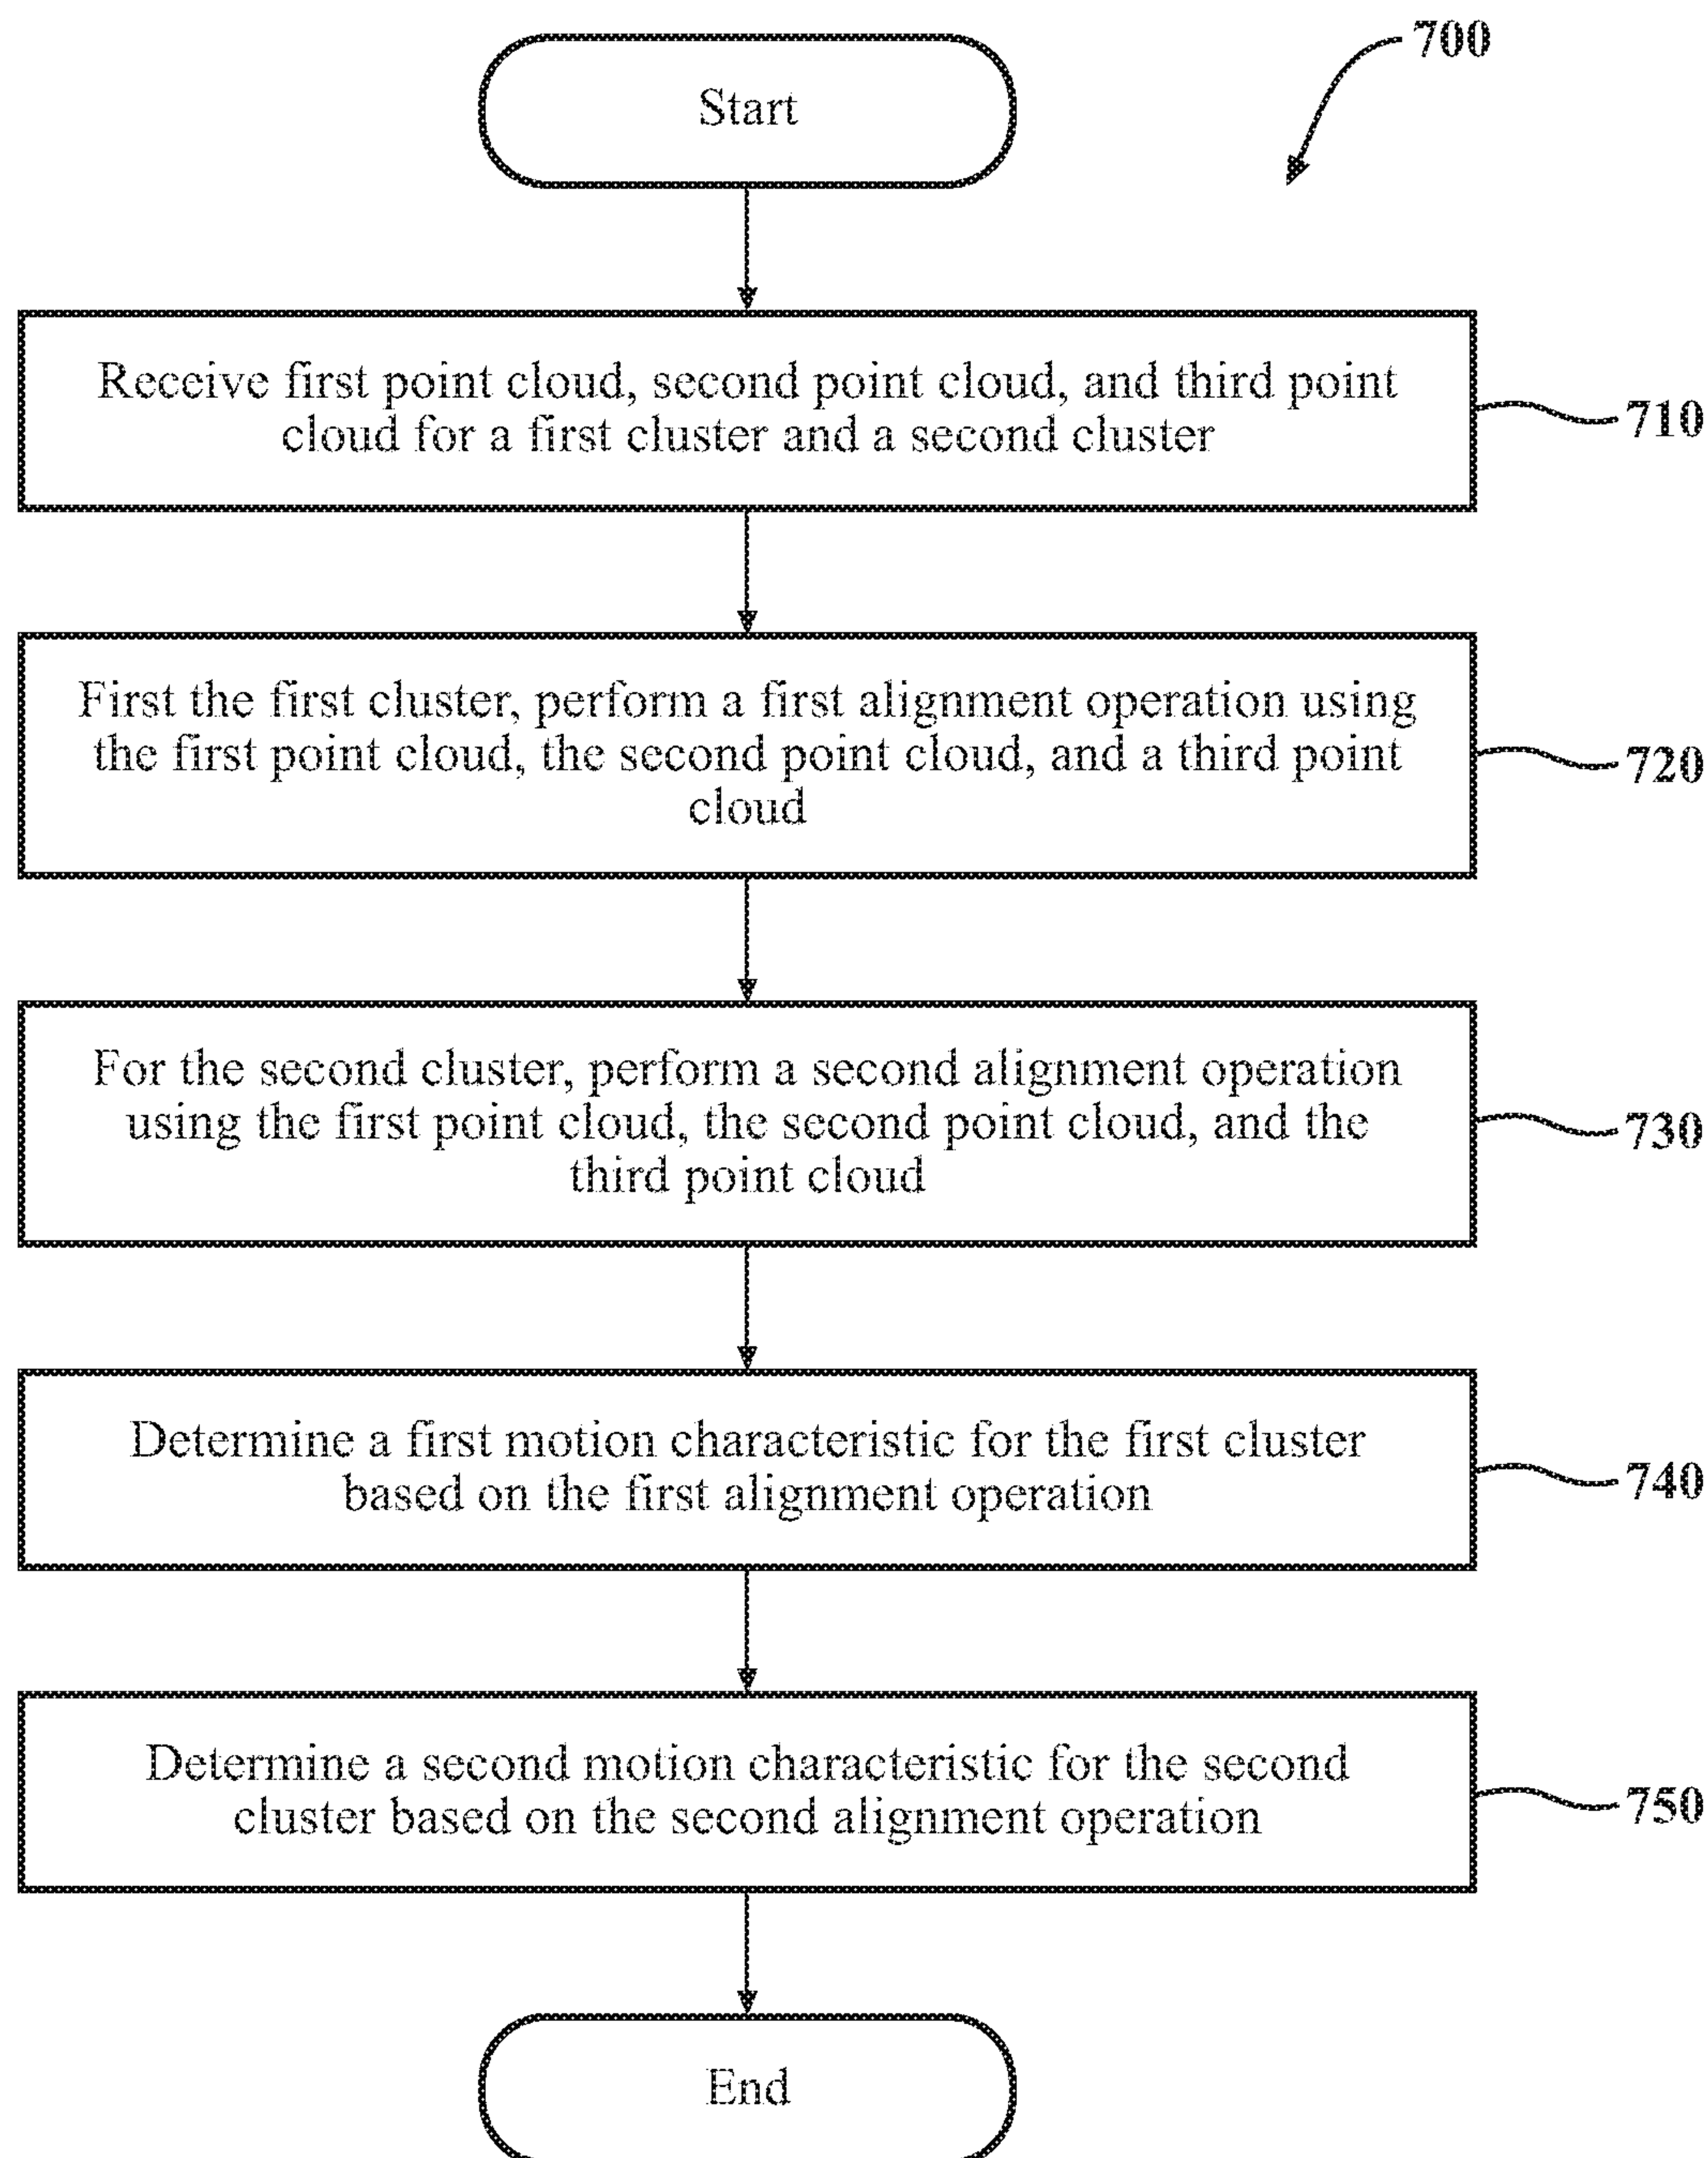 700
Start
Receive first point cloud, second point cloud, and third point
cloud for a first cluster and a second cluster
710
First the first cluster, perform a first alignment operation using
the first point cloud, the second point cloud, and a third point
cloud
720
For the second cluster, perform a second alignment operation
using the first point cloud, the second point cloud, and the
third point cloud
730
Determine a first motion characteristic for the first cluster
based on the first alignment operation
740
Determine a second motion characteristic for the second
cluster based on the second alignment operation
750
End